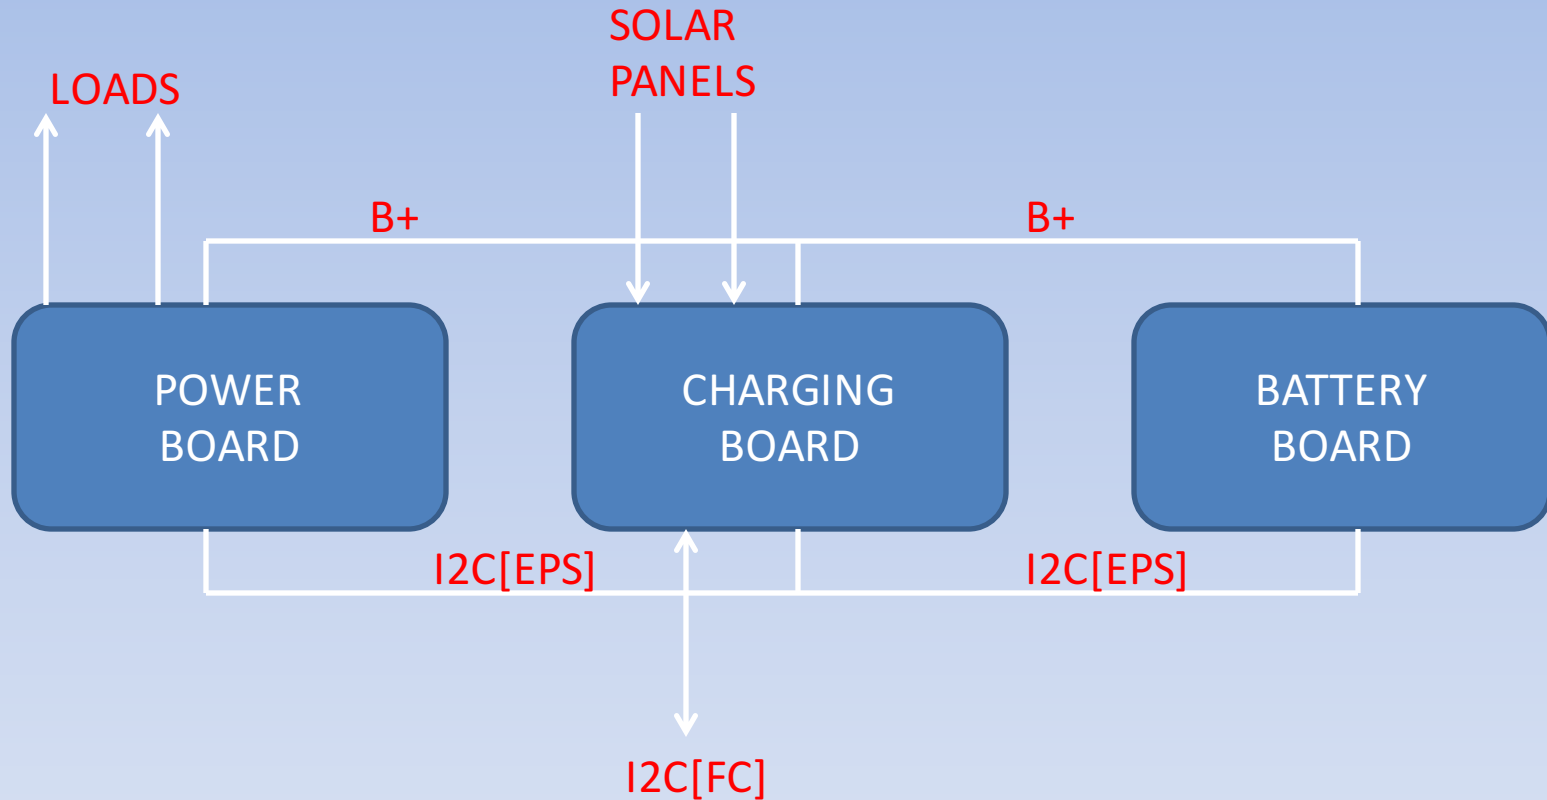 SOLAR
PANELS
LOADS
B+
B+
POWER
BOARD
CHARGING
BOARD
BATTERY
BOARD
I2C[EPS]
I2C[EPS]
I2C[FC]